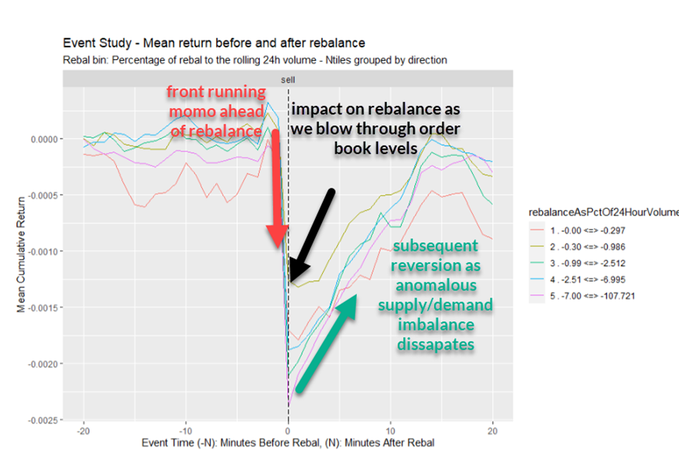 Event Study - Mean return before and after rebalance
Rebal bin: Percentage of rebal to the rolling 24h volume - Ntiles grouped by direction
sell
front running
momo ahead
of rebalance
impact on rebalance as
we blow through order
book levels
subsequent
reversion as
anomalous
supply/demand
imbalance
dissapates
Mean Cumulative Return
0.0000
-0.0005
-0.0010
-0.0015
-0.0020
-0.0025
-20
-10
0
10
20
Event Time (-N): Minutes Before Rebal, (N): Minutes After Rebal
rebalanceAsPctOf24HourVolume
1 . -0.00 <=> -0.297
2 . -0.30 <=> -0.986
3 . -0.99 <=> -2.512
4 . -2.51 <=> -6.995
5 . -7.00 <=> -107.721